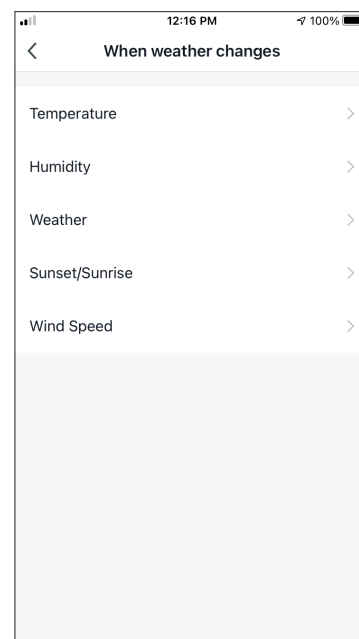 12:16 PM 100%
When weather changes
Temperature
Humidity
Weather
Sunset/Sunrise
Wind Speed